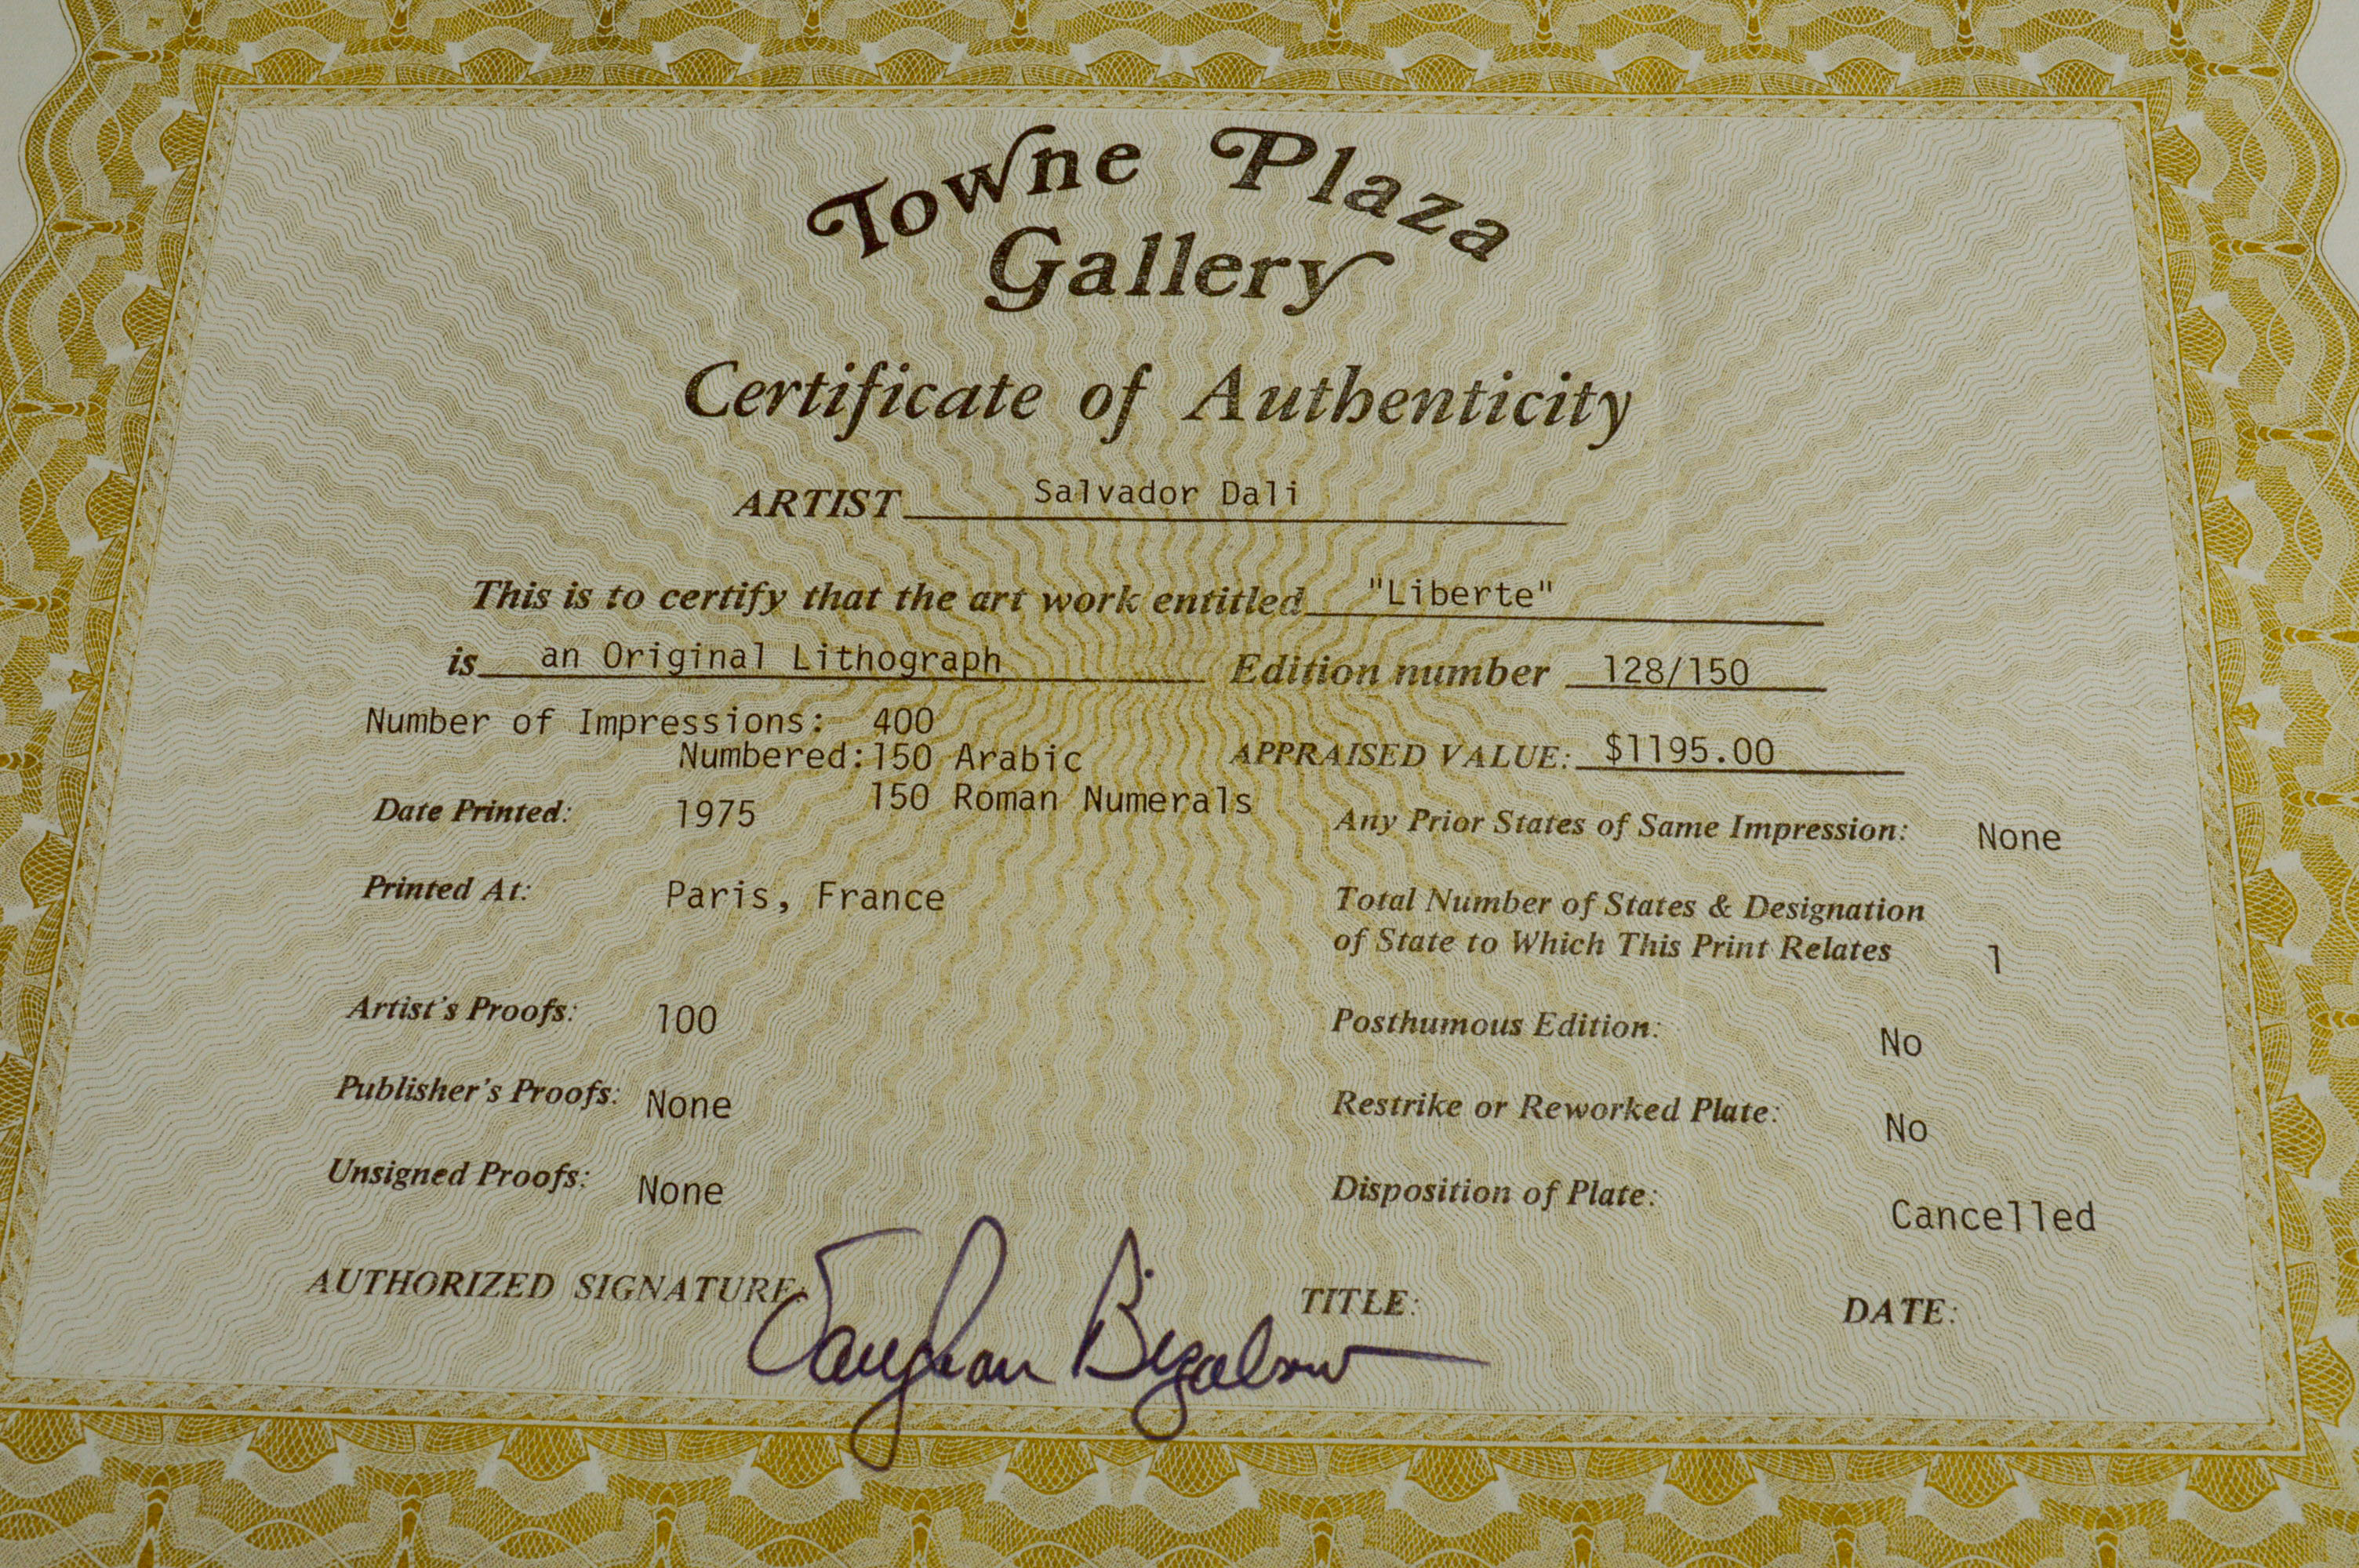 Towne Plaza
Gallery
Certificate of Authenticity
ARTIST Salvador Dali
This is to certify that the art work entitled "Liberte"
is an Original Lithograph Edition number 128/150
Number of Impressions: 400
Numbered: 150 Arabic APPRAISED VALUE: $1195.00
150 Roman Numerals
Date Printed: 1975 Any Prior States of Same Impression: None
Printed At: Paris, France Total Number of States & Designation
of State to Which This Print Relates 1
Artist's Proofs: 100 Posthumous Edition: No
Publisher's Proofs: None Restrike or Reworked Plate: No
Unsigned Proofs: None Disposition of Plate: Cancelled
AUTHORIZED SIGNATURE: Vaughan Bigalow TITLE: DATE: